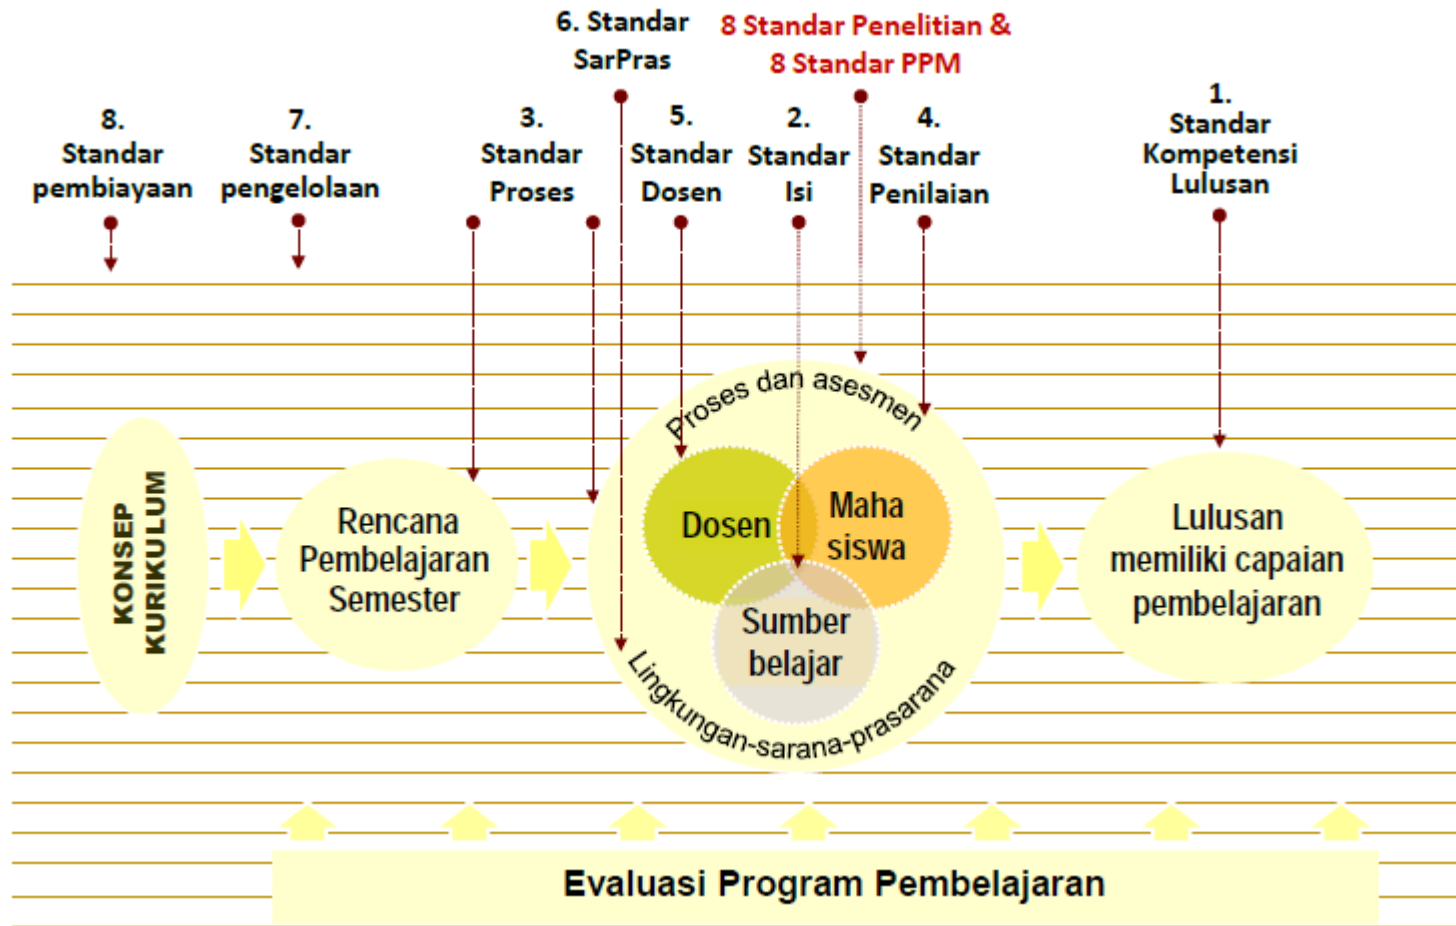 6. Standar
SarPras
8 Standar Penelitian &
8 Standar PPM
8.
Standar
pembiayaan
7.
Standar
pengelolaan
3.
Standar
Proses
5.
Standar
Dosen
2.
Standar
Isi
4.
Standar
Penilaian
1.
Standar
Kompetensi
Lulusan
KONSEP
KURIKULUM
Rencana
Pembelajaran
Semester
Proses dan asesmen
Dosen
Maha
siswa
Sumber
belajar
Lingkungan-sarana-prasarana
Lulusan
memiliki capaian
pembelajaran
Evaluasi Program Pembelajaran